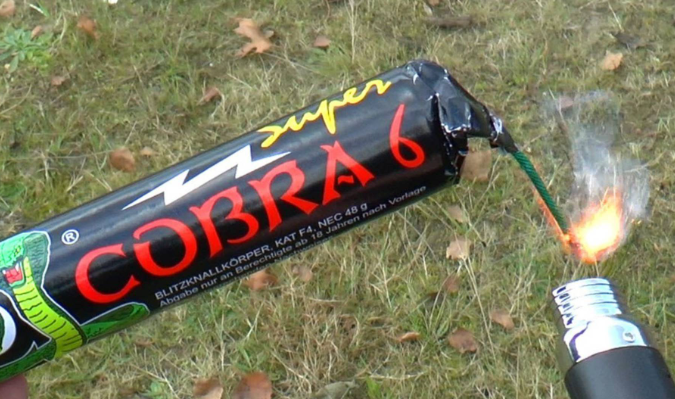 super
COBRA 6
®
BLITZKNALLKÖRPER, KAT F4, NEC 48 g
Abgabe nur an Berechtigte ab 18 Jahren nach Vorlage